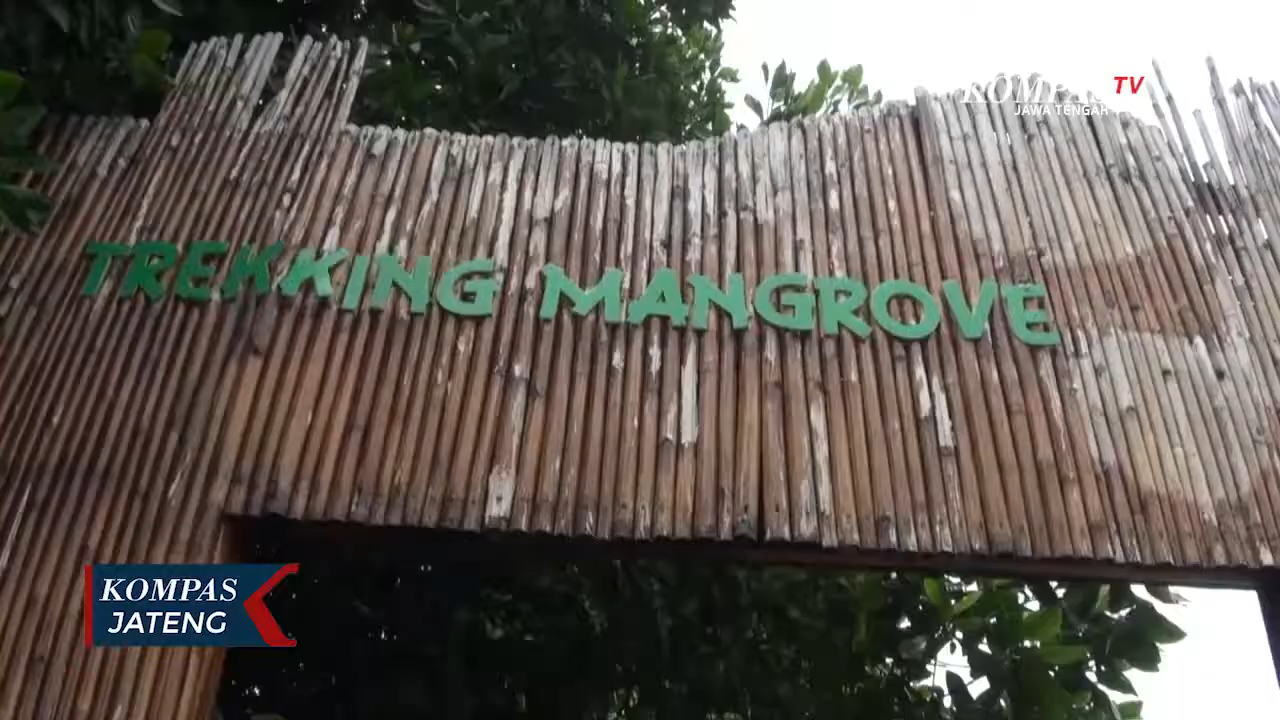 KOMPAS TV
JAWA TENGAH
TREKKING MANGROVE
KOMPAS
JATENG